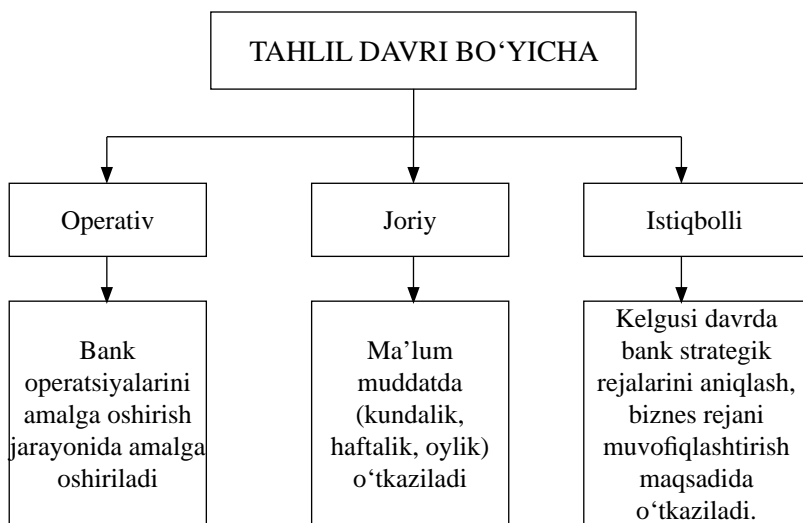 TAHLIL DAVRI BO‘YICHA
Operativ
Joriy
Istiqbolli
Bank
operatsiyalarini
amalga oshirish
jarayonida amalga
oshiriladi
Ma’lum
muddatda
(kundalik,
haftalik, oylik)
o‘tkaziladi
Kelgusi davrda
bank strategik
rejalarini aniqlash,
biznes rejani
muvofiqlashtirish
maqsadida
o‘tkaziladi.